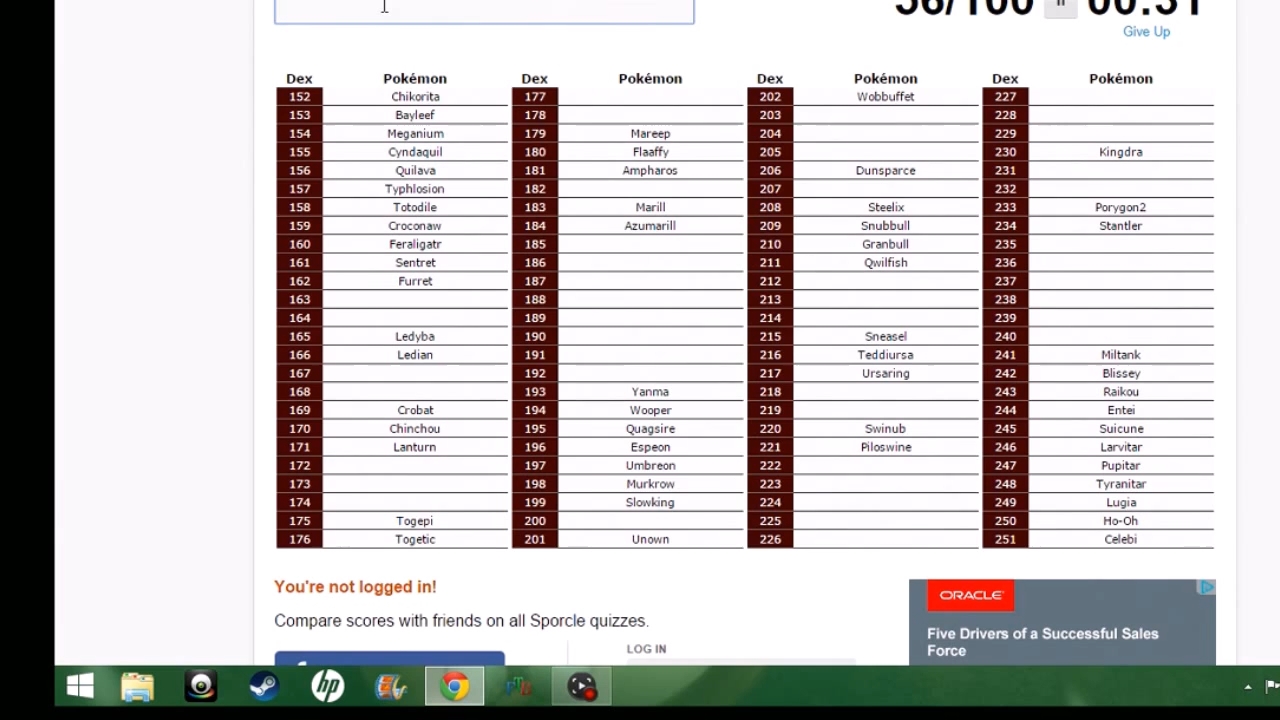 56/100 00:31
Give Up
Dex Pokémon Dex Pokémon Dex Pokémon Dex Pokémon
152 Chikorita 177 202 Wobbuffet 227
153 Bayleef 178 203 228
154 Meganium 179 Mareep 204 229
155 Cyndaquil 180 Flaaffy 205 230 Kingdra
156 Quilava 181 Ampharos 206 Dunsparce 231
157 Typhlosion 182 207 232
158 Totodile 183 Marill 208 Steelix 233 Porygon2
159 Croconaw 184 Azumarill 209 Snubbull 234 Stantler
160 Feraligatr 185 210 Granbull 235
161 Sentret 186 211 Qwilfish 236
162 Furret 187 212 237
163 188 213 238
164 189 214 239
165 Ledyba 190 215 Sneasel 240
166 Ledian 191 216 Teddiursa 241 Miltank
167 192 217 Ursaring 242 Blissey
168 193 Yanma 218 243 Raikou
169 Crobat 194 Wooper 219 244 Entei
170 Chinchou 195 Quagsire 220 Swinub 245 Suicune
171 Lanturn 196 Espeon 221 Piloswine 246 Larvitar
172 197 Umbreon 222 247 Pupitar
173 198 Murkrow 223 248 Tyranitar
174 199 Slowking 224 249 Lugia
175 Togepi 200 225 250 Ho-Oh
176 Togetic 201 Unown 226 251 Celebi
You're not logged in!
Compare scores with friends on all Sporcle quizzes.
LOG IN
ORACLE
Five Drivers of a Successful Sales
Force
hp